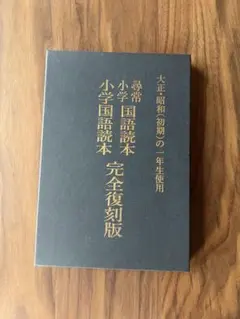 大正・昭和(初期)の一年生使用
尋常小学国語読本
小学国語読本 完全復刻版